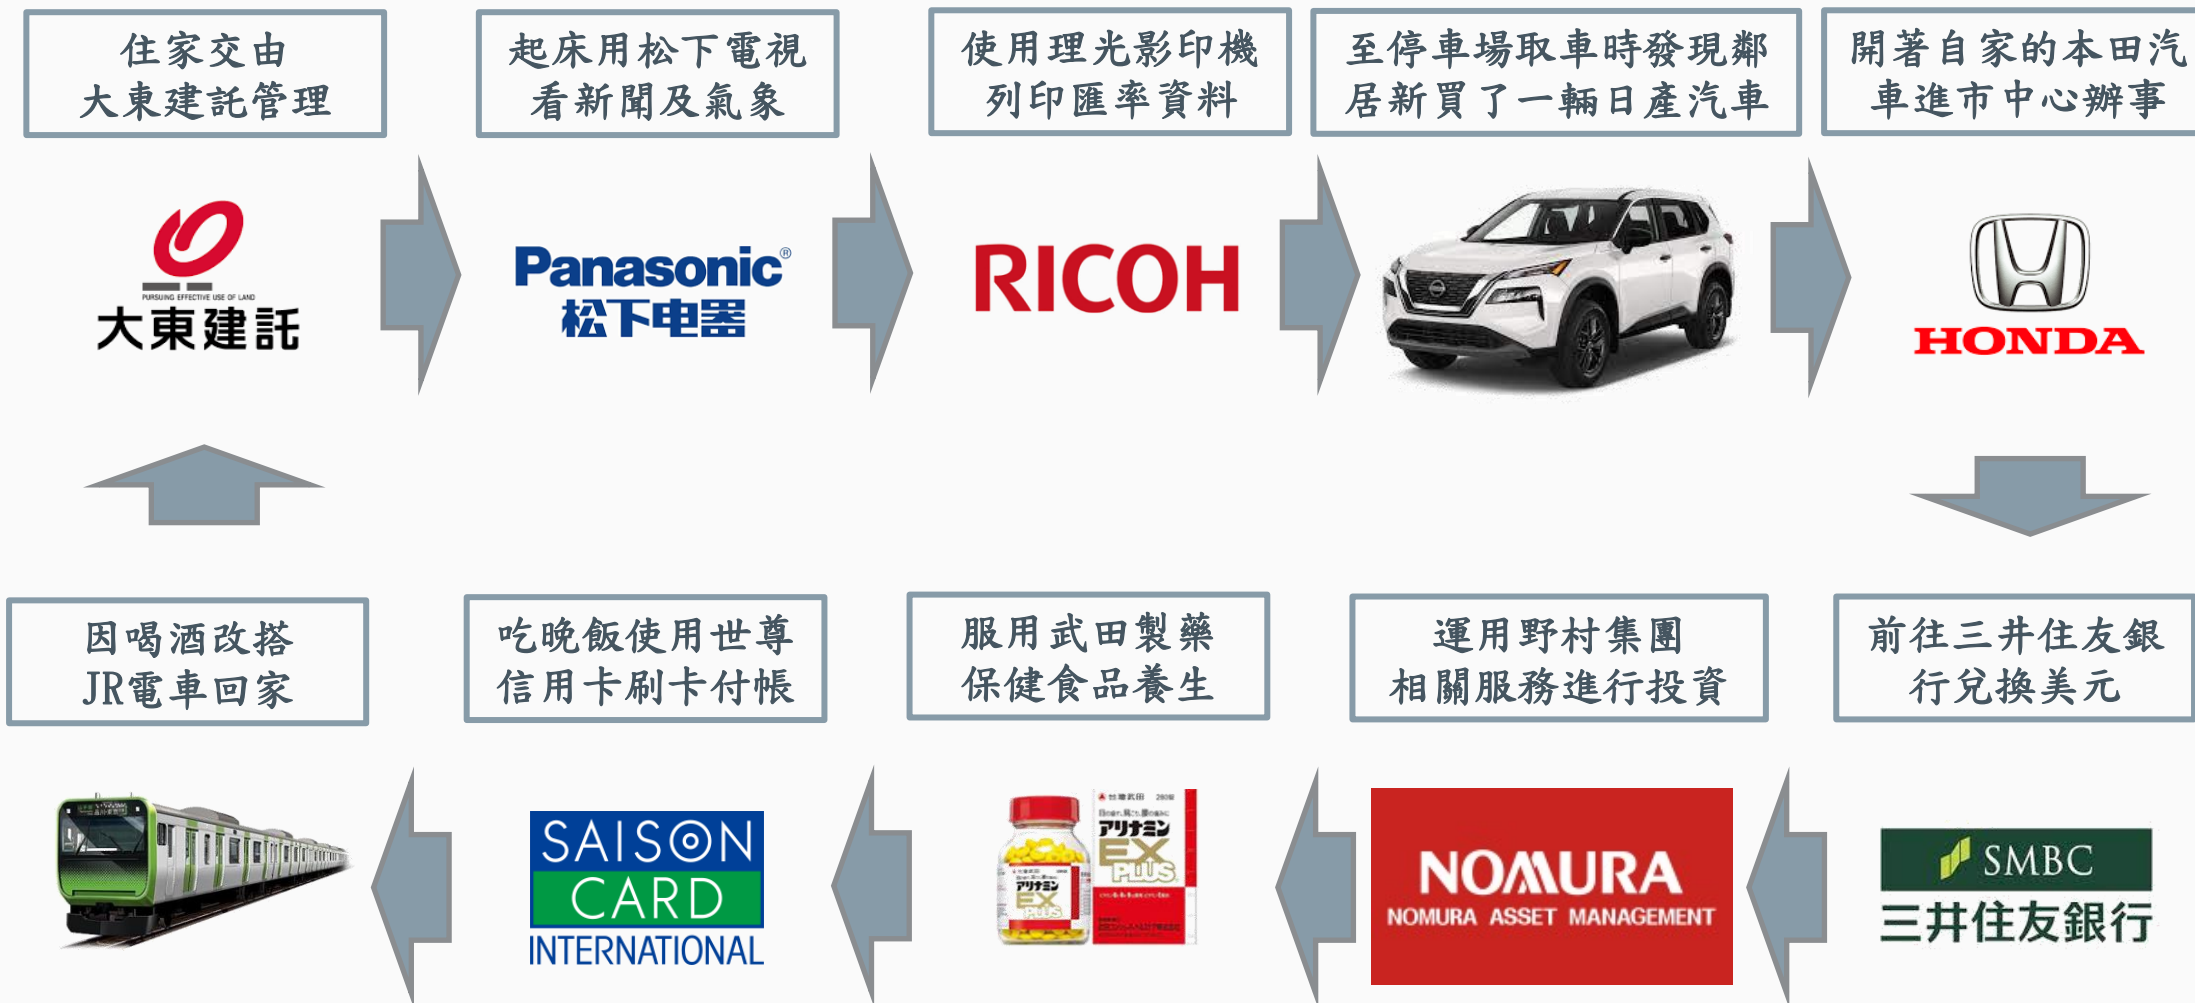 住家交由
大東建託管理
起床用松下電視
看新聞及氣象
使用理光影印機
列印匯率資料
至停車場取車時發現鄰
居新買了一輛日產汽車
開著自家的本田汽
車進市中心辦事
PURSUING EFFECTIVE USE OF LAND
大東建託
Panasonic®
松下电器
RICOH
HONDA
因喝酒改搭
JR電車回家
吃晚飯使用世尊
信用卡刷卡付帳
服用武田製藥
保健食品養生
運用野村集團
相關服務進行投資
前往三井住友銀
行兌換美元
SAISON
CARD
INTERNATIONAL
アリナミン
EX
PLUS
アリナミン
EX
PLUS
NOMURA
NOMURA ASSET MANAGEMENT
SMBC
三井住友銀行